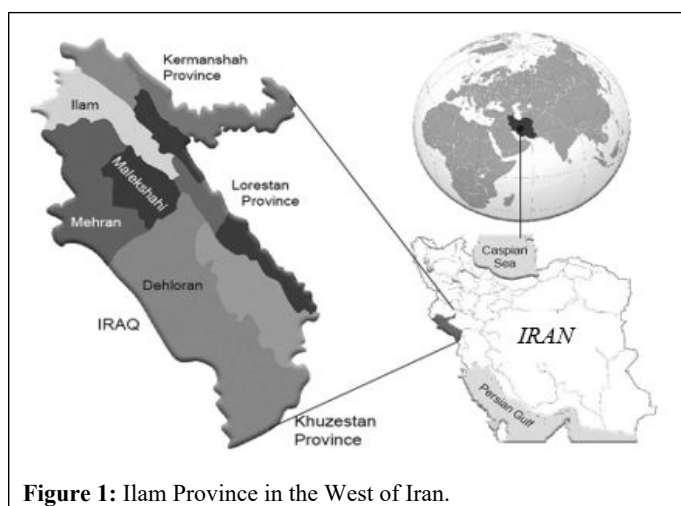 Kermanshah
Province
Ilam
Malekshahi
Lorestan
Province
Mehran
Dehloran
IRAQ
Khuzestan
Province
Caspian
Sea
IRAN
Persian Gulf
Figure 1: Ilam Province in the West of Iran.